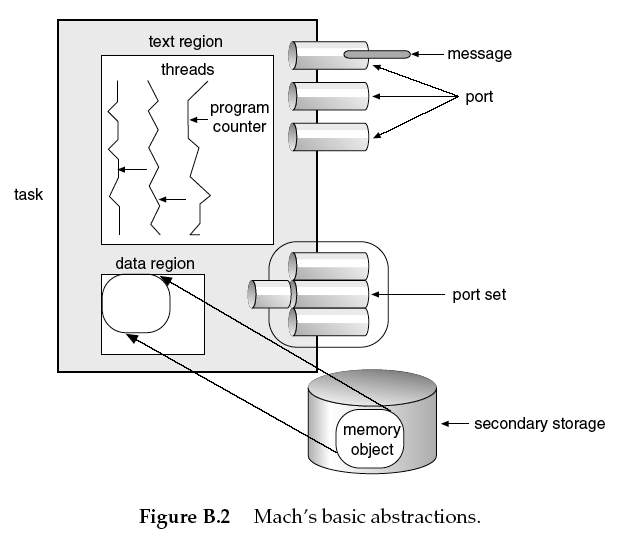 text region
threads
program
counter
message
port
task
data region
port set
memory
object
secondary storage
Figure B.2 Mach's basic abstractions.